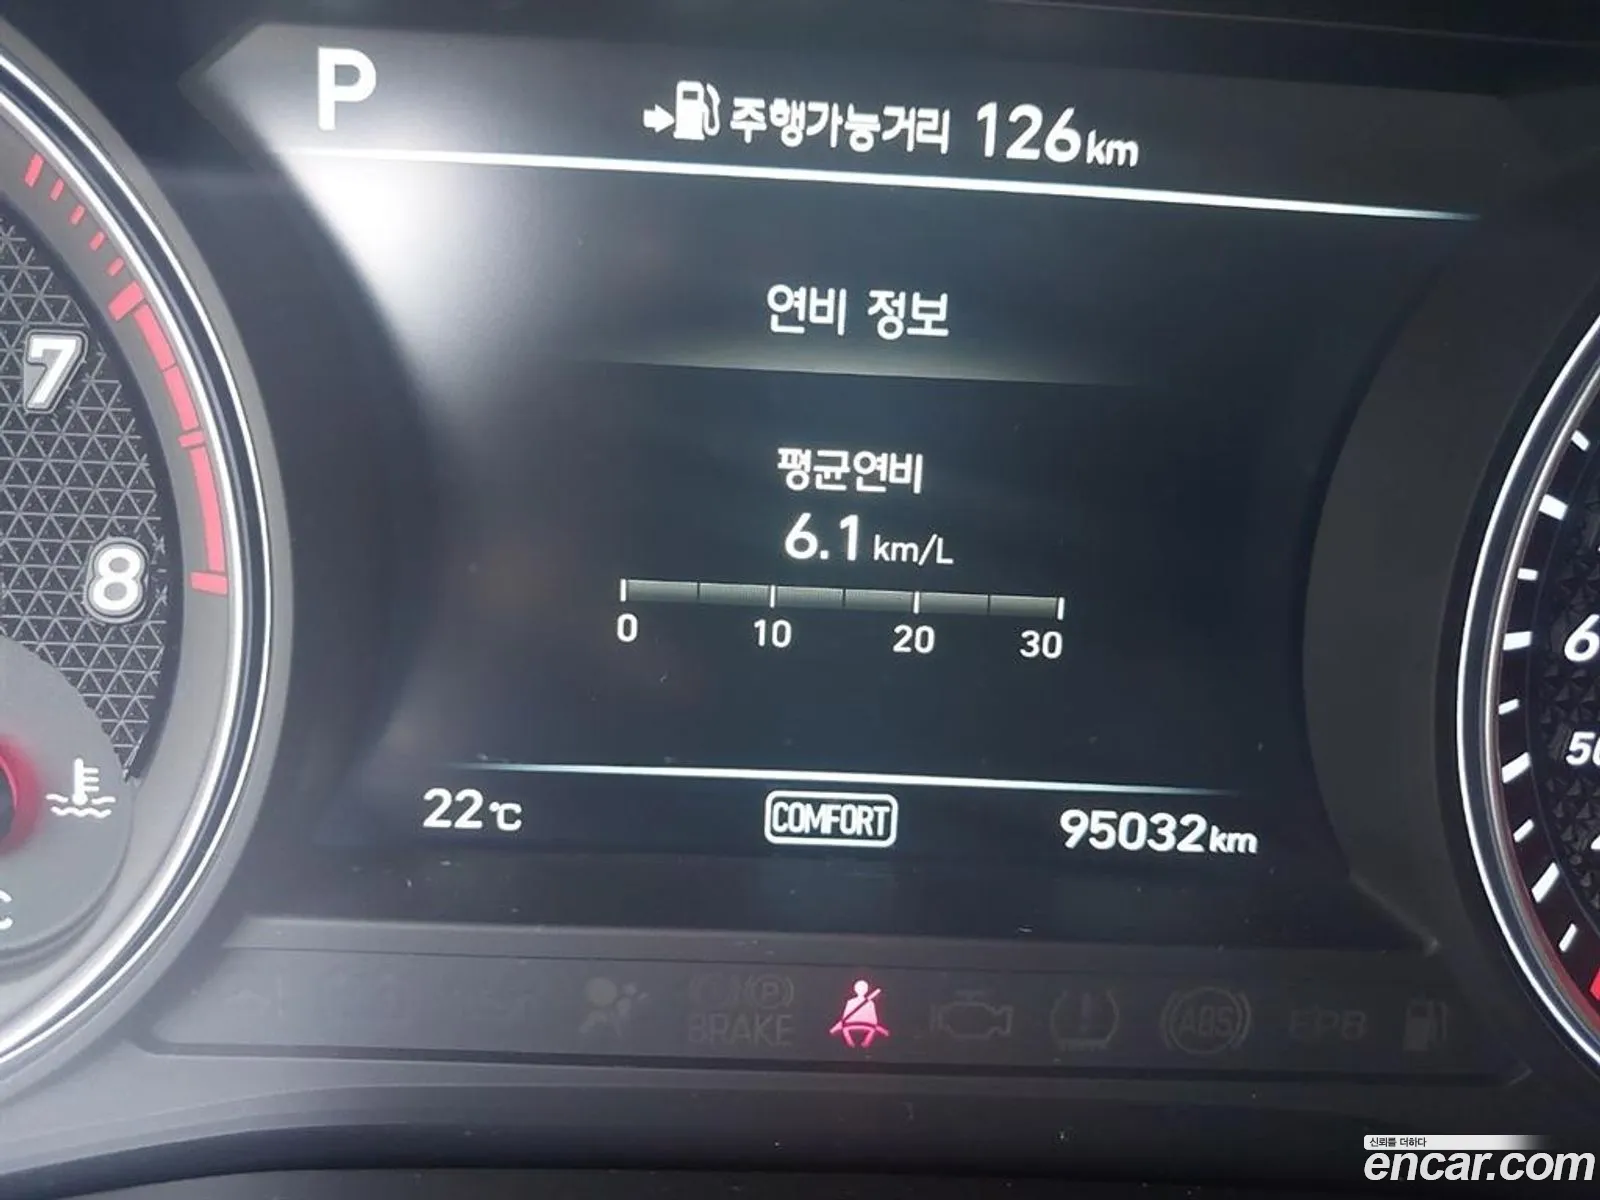 P
주행가능거리 126km
연비 정보
평균연비
6.1 km/L
0 10 20 30
22°C COMFORT 95032km
7
8
BRAKE
ABS
EPB
신뢰를 더하다
encar.com